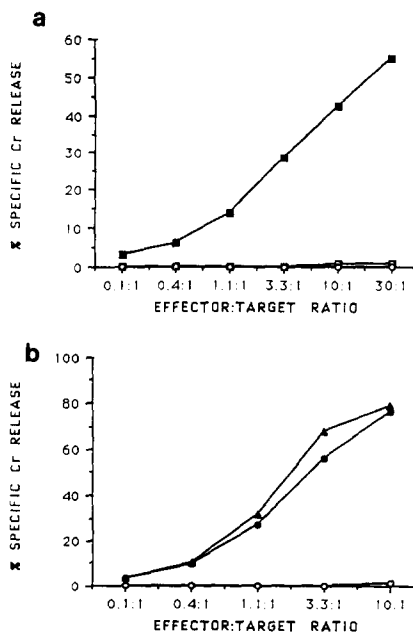 a
60
50
40
30
20
10
0
% SPECIFIC Cr RELEASE
0.1:1 0.4:1 1.1:1 3.3:1 10:1 30:1
EFFECTOR:TARGET RATIO
b
100
80
60
40
20
0
% SPECIFIC Cr RELEASE
0.1:1 0.4:1 1.1:1 3.3:1 10:1
EFFECTOR:TARGET RATIO